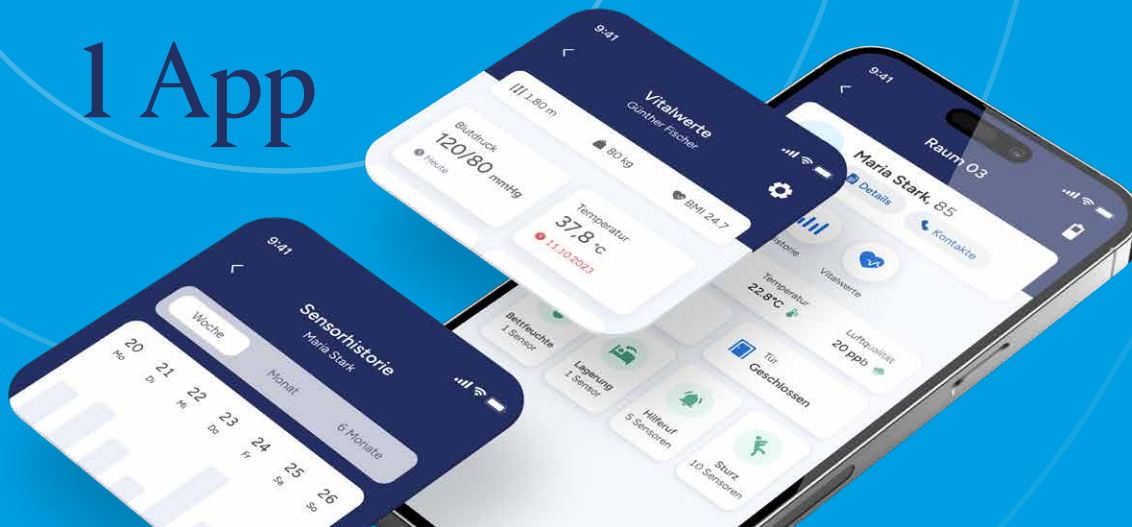 1 App
9:41
Vitalwerte
Günther Fischer
1.80 m
80 kg
BMI 24.7
Blutdruck
120/80 mmHg
Heute
Temperatur
37,8 °C
11.10.2023
9:41
Sensorhistorie
Maria Stark
Woche
Monat
6 Monate
20 21 22 23 24 25 26
Mo Di Mi Do Fr Sa So
9:41
Raum 03
Maria Stark, 85
Details
Kontakte
Vitalwerte
Temperatur
22.8°C
Luftqualität
20 ppb
Tür
Geschlossen
Bettfeuchte
1 Sensor
Lagerung
1 Sensor
Hilferuf
5 Sensoren
Sturz
10 Sensoren